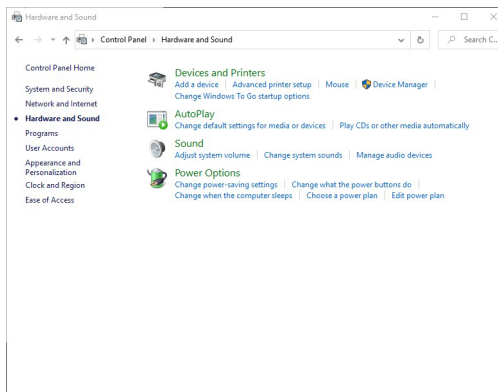 Hardware and Sound
Control Panel › Hardware and Sound
Search C...
Control Panel Home
System and Security
Network and Internet
Hardware and Sound
Programs
User Accounts
Appearance and
Personalization
Clock and Region
Ease of Access
Devices and Printers
Add a device | Advanced printer setup | Mouse | Device Manager |
Change Windows To Go startup options
AutoPlay
Change default settings for media or devices | Play CDs or other media automatically
Sound
Adjust system volume | Change system sounds | Manage audio devices
Power Options
Change power-saving settings | Change what the power buttons do |
Change when the computer sleeps | Choose a power plan | Edit power plan